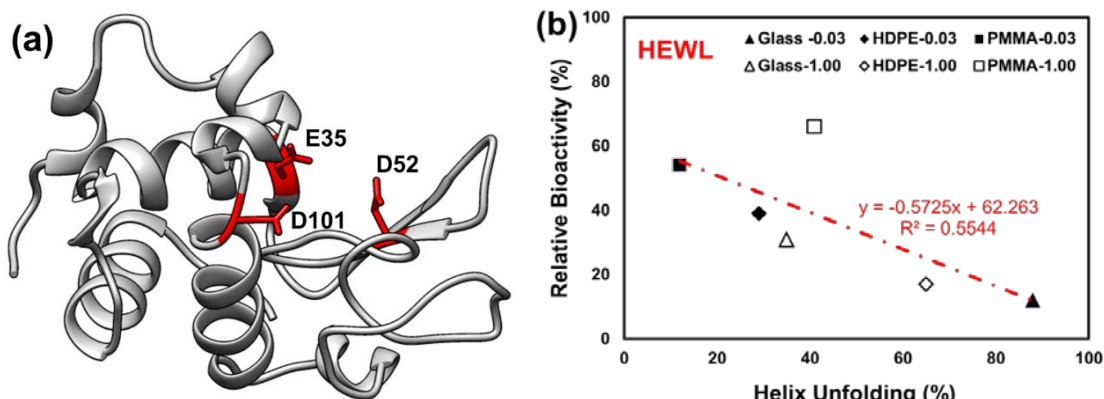 (a)
E35
D52
D101
(b)
HEWL
▲Glass -0.03 ◆HDPE-0.03 ■PMMA-0.03
△Glass-1.00 ◇HDPE-1.00 □PMMA-1.00
y = -0.5725x + 62.263
R² = 0.5544
Relative Bioactivity (%)
100
80
60
40
20
0
0 20 40 60 80 100
Helix Unfolding (%)